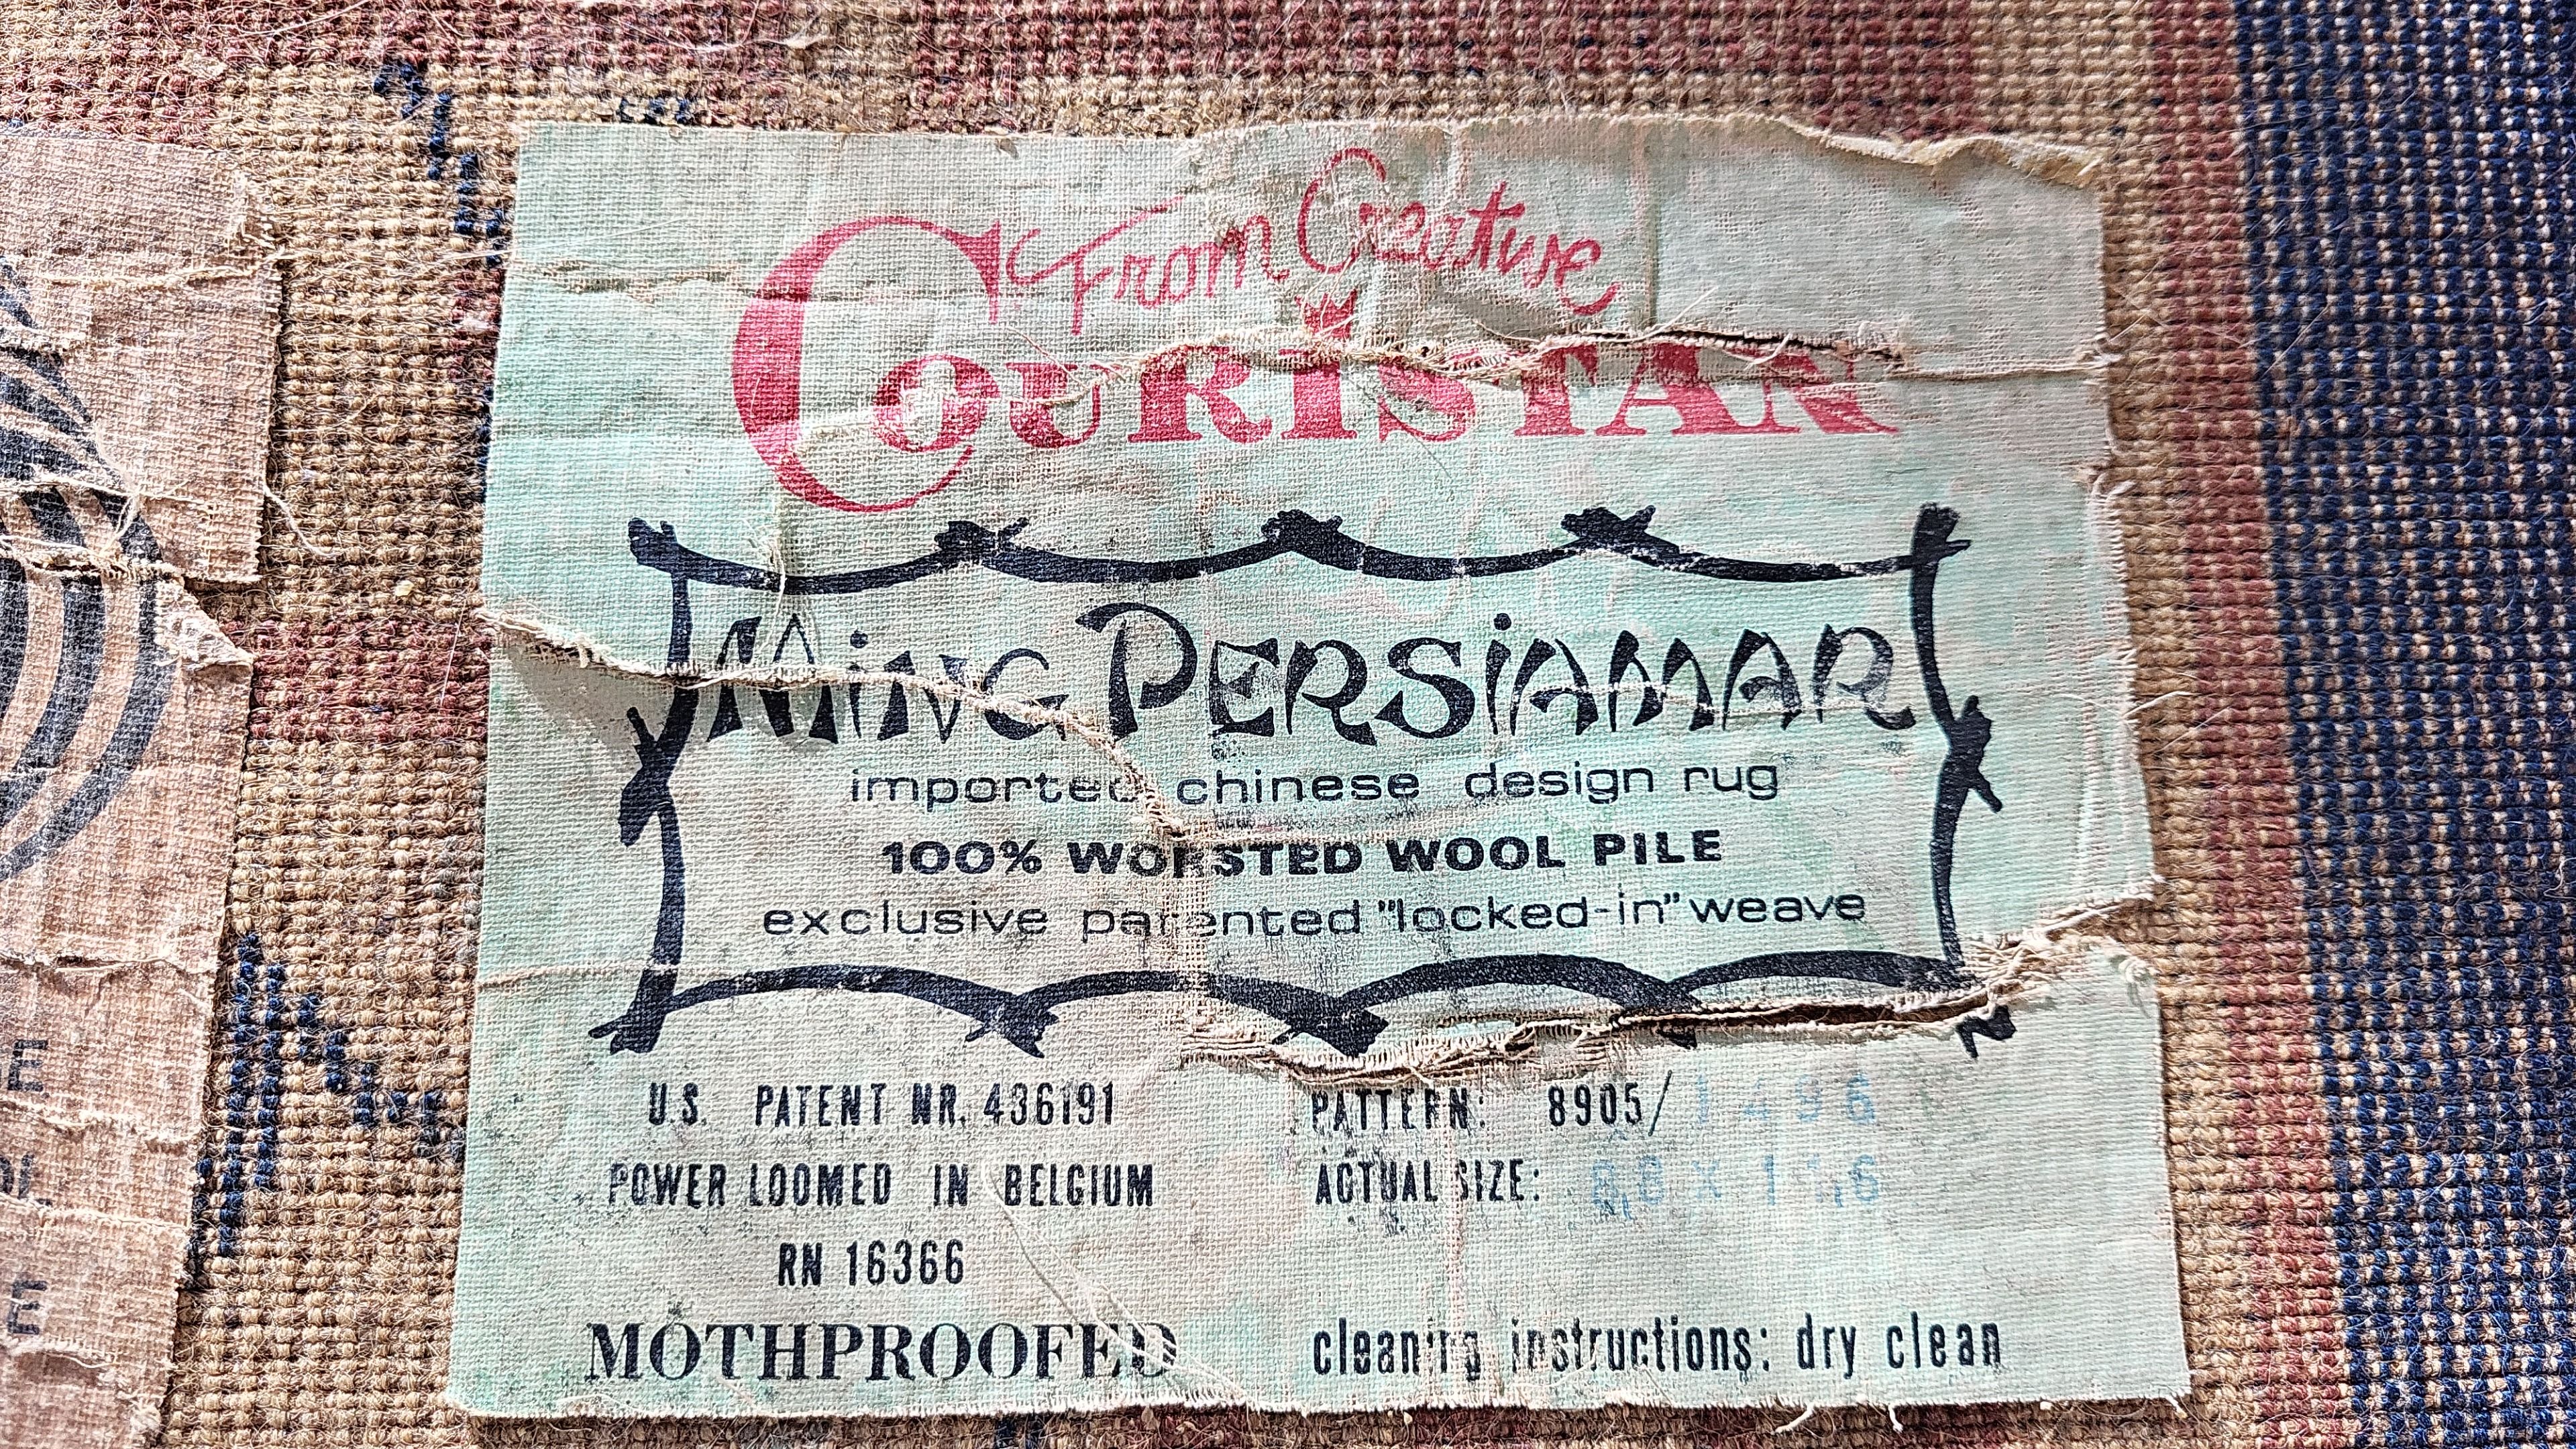 From Creative
COURISTAN
MING PERSIAMAR
imported chinese design rug
100% WORSTED WOOL PILE
exclusive patented "locked-in" weave
U.S. PATENT NR. 436191
PATTERN: 8905/
POWER LOOMED IN BELGIUM
ACTUAL SIZE:
RN 16366
MOTHPROOFED
cleaning instructions: dry clean